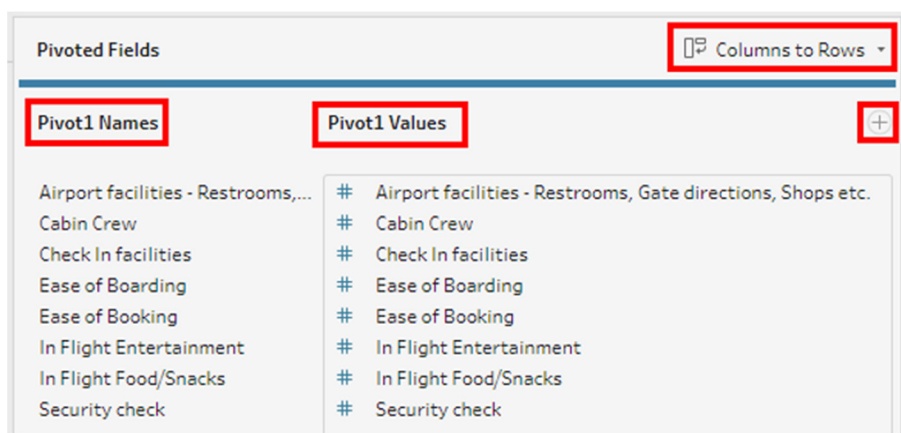 Pivoted Fields Columns to Rows
Pivot1 Names Pivot1 Values
Airport facilities - Restrooms,... # Airport facilities - Restrooms, Gate directions, Shops etc.
Cabin Crew # Cabin Crew
Check In facilities # Check In facilities
Ease of Boarding # Ease of Boarding
Ease of Booking # Ease of Booking
In Flight Entertainment # In Flight Entertainment
In Flight Food/Snacks # In Flight Food/Snacks
Security check # Security check